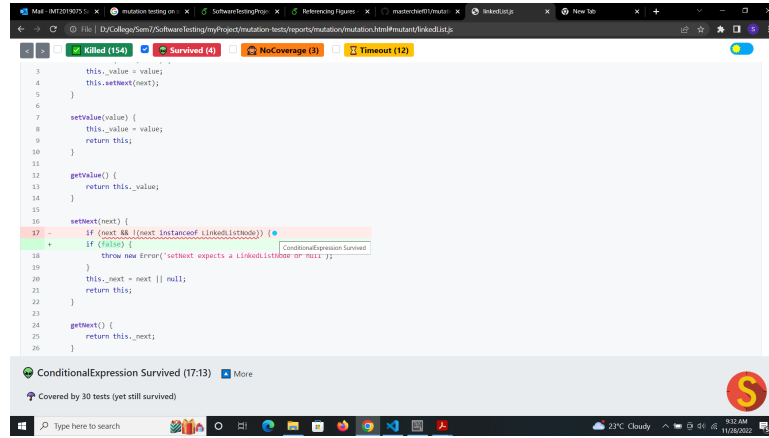 Mail - IMT2019075 Sa
mutation testing on s
SoftwareTestingProje
Referencing Figures -
masterchief01/mutati
linkedList.js
New Tab
File | D:/College/Sem7/SoftwareTesting/myProject/mutation-tests/reports/mutation/mutation.html#mutant/linkedList.js
< > Killed (154) Survived (4) NoCoverage (3) Timeout (12)
3 this._value = value;
4 this.setNext(next);
5 }
6
7 setValue(value) {
8 this._value = value;
9 return this;
10 }
11
12 getValue() {
13 return this._value;
14 }
15
16 setNext(next) {
17 - if (next && !(next instanceof LinkedListNode)) {
+ if (false) {
ConditionalExpression Survived
18 throw new Error('setNext expects a LinkedListNode or null');
19 }
20 this._next = next || null;
21 return this;
22 }
23
24 getNext() {
25 return this._next;
26 }
ConditionalExpression Survived (17:13) More
Covered by 30 tests (yet still survived)
S
Type here to search
23°C Cloudy
9:32 AM
11/28/2022